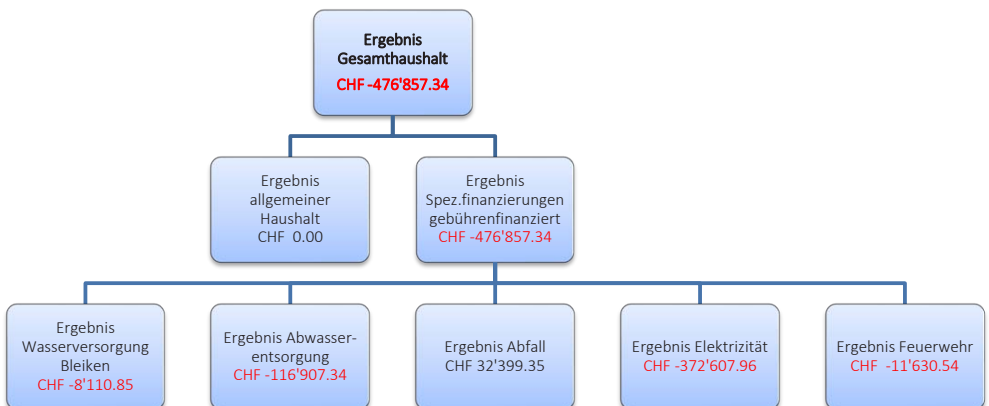 Ergebnis
Gesamthaushalt
CHF -476'857.34
Ergebnis
allgemeiner
Haushalt
CHF 0.00
Ergebnis
Spez.finanzierungen
gebührenfinanziert
CHF -476'857.34
Ergebnis
Wasserversorgung
Bleiken
CHF -8'110.85
Ergebnis Abwasser-
entsorgung
CHF -116'907.34
Ergebnis Abfall
CHF 32'399.35
Ergebnis Elektrizität
CHF -372'607.96
Ergebnis Feuerwehr
CHF -11'630.54